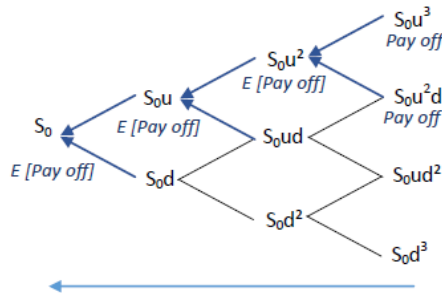 S₀u³
Pay off
S₀u²
E [Pay off]
S₀u
E [Pay off]
S₀u²d
Pay off
S₀
E [Pay off]
S₀ud
S₀d
S₀ud²
S₀d²
S₀d³